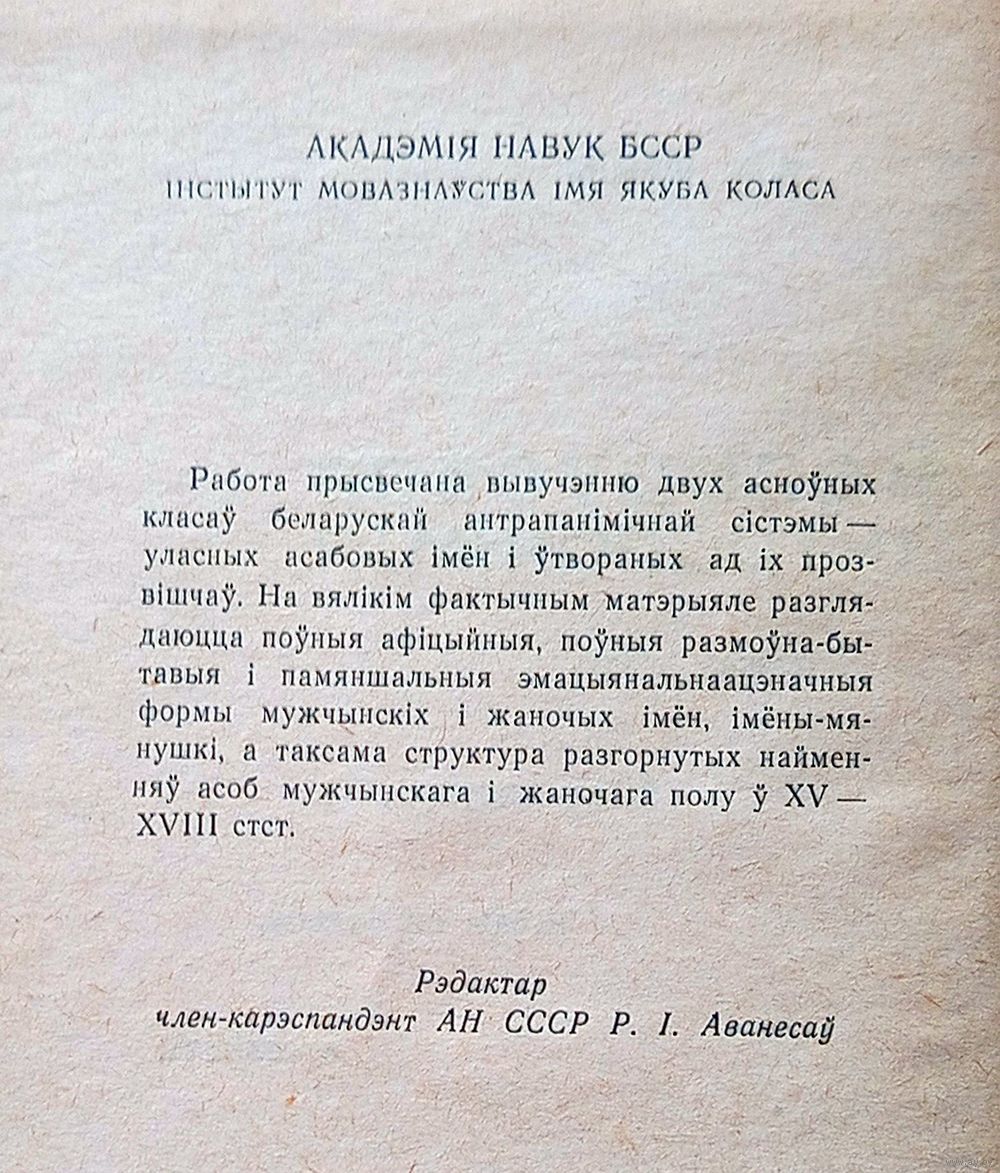 АКАДЭМІЯ НАВУК БССР
ІНСТЫТУТ МОВАЗНАЎСТВА ІМЯ ЯКУБА КОЛАСА
Работа прысвечана вывучэнню двух асноўных
класаў беларускай антрапанімічнай сістэмы —
уласных асабовых імён і ўтвораных ад іх проз-
вішчаў. На вялікім фактычным матэрыяле разгля-
даюцца поўныя афіцыйныя, поўныя размоўна-бы-
тавыя і памяншальныя эмацыянальнаацэначныя
формы мужчынскіх і жаночых імён, імёны-мя-
нушкі, а таксама структура разгорнутых наймен-
няў асоб мужчынскага і жаночага полу ў XV —
XVIII стст.
Рэдактар
член-карэспандэнт АН СССР Р. І. Аванесаў